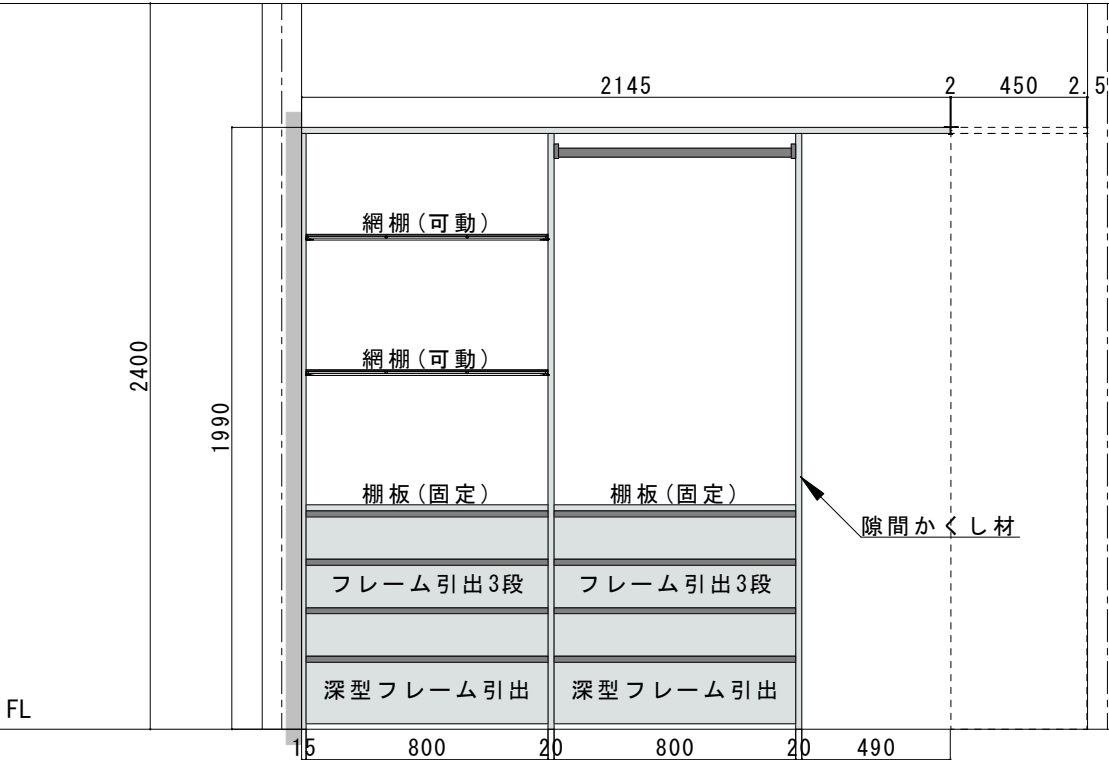 2145 2 450 2.5
網棚(可動)
2400
網棚(可動)
1990
棚板(固定) 棚板(固定)
隙間かくし材
フレーム引出3段 フレーム引出3段
深型フレーム引出 深型フレーム引出
FL
15 800 20 800 20 490